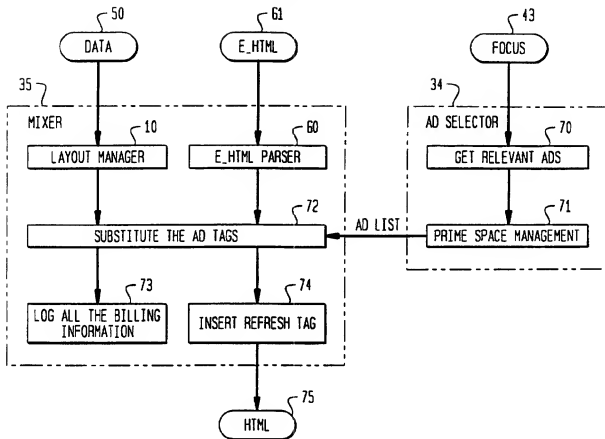 50
61
43
DATA
E_HTML
FOCUS
35
34
MIXER
10
60
AD SELECTOR
70
LAYOUT MANAGER
E_HTML PARSER
GET RELEVANT ADS
72
71
SUBSTITUTE THE AD TAGS
AD LIST
PRIME SPACE MANAGEMENT
73
74
LOG ALL THE BILLING
INFORMATION
INSERT REFRESH TAG
75
HTML